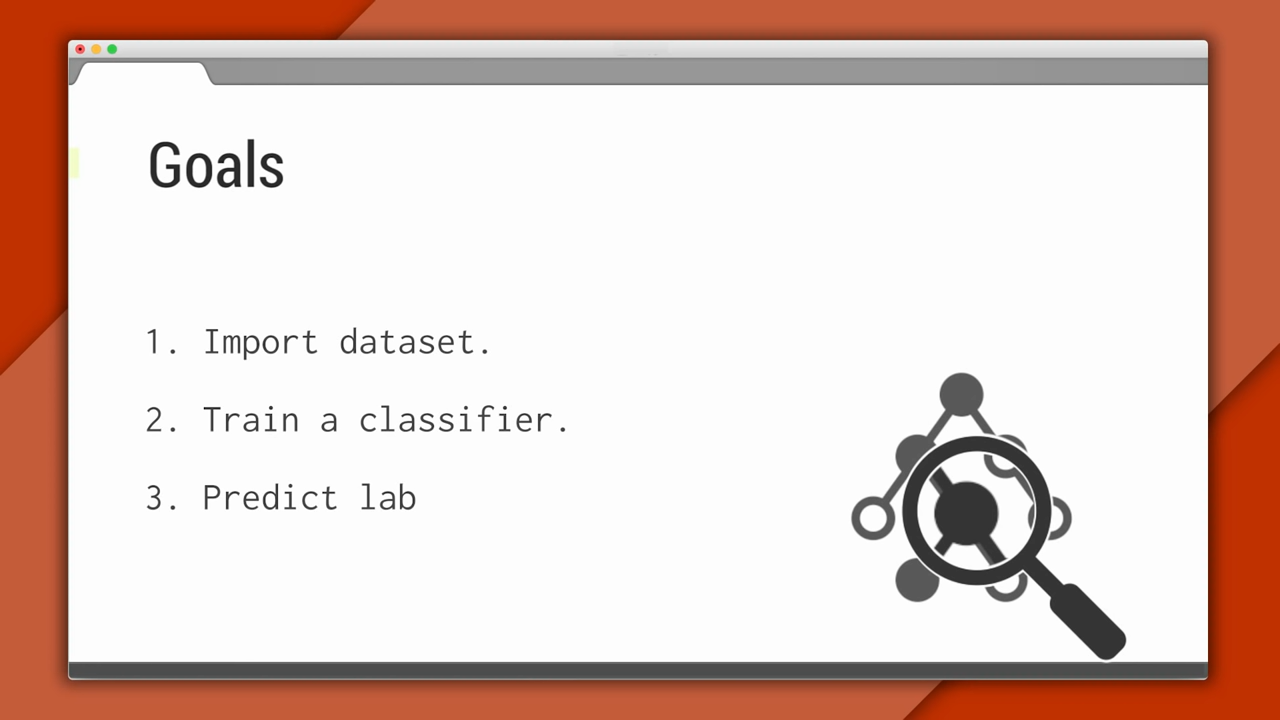 Goals
1. Import dataset.
2. Train a classifier.
3. Predict lab